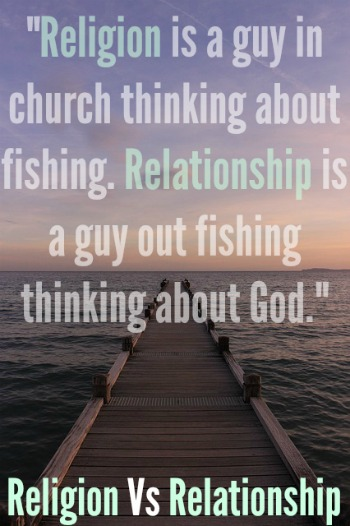 "Religion is a guy in
church thinking about
fishing. Relationship is
a guy out fishing
thinking about God."
Religion Vs Relationship